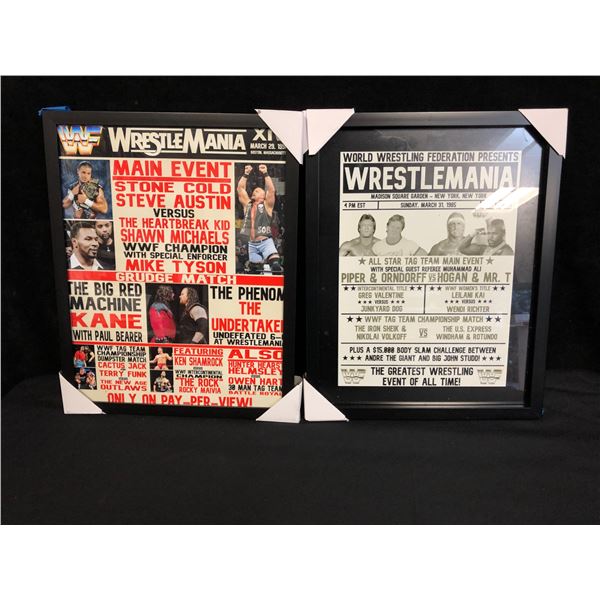 WF
WRESTLEMANIA
MARCH 29,
BOSTON, MASSACHUSETTS
MAIN EVENT
STONE COLD
STEVE AUSTIN
VERSUS
THE HEARTBREAK KID
SHAWN MICHAELS
WWF CHAMPION
WITH SPECIAL ENFORCER
MIKE TYSON
GRUDGE MATCH
THE BIG RED
MACHINE
KANE
WITH PAUL BEARER
THE PHENOM
THE
UNDERTAKER
UNDEFEATED 6-
AT WRESTLEMANIA
WWF TAG TEAM
CHAMPIONSHIP
DUMPSTER MATCH
CACTUS JACK
&
TERRY FUNK
VS
THE NEW AGE
OUTLAWS
FEATURING
KEN SHAMROCK
VERSUS
WWF INTERCONTINENTAL
CHAMPION
THE ROCK
ROCKY MAIVIA
ALSO
HUNTER HEARST
HELMSLEY
OWEN HART
30 MAN TAG TEAM
BATTLE ROYAL
ONLY ON PAY-PER-VIEW!
WORLD WRESTLING FEDERATION PRESENTS
WRESTLEMANIA
MADISON SQUARE GARDEN - NEW YORK, NEW YORK
4 PM EST SUNDAY, MARCH 31, 1985
ALL STAR TAG TEAM MAIN EVENT
WITH SPECIAL GUEST REFEREE MUHAMMAD ALI
PIPER & ORNDORFF VS HOGAN & MR. T
INTERCONTINENTAL TITLE
GREG VALENTINE
VERSUS
JUNKYARD DOG
WWF WOMEN'S TITLE
LEILANI KAI
VERSUS
WENDI RICHTER
WWF TAG TEAM CHAMPIONSHIP MATCH
THE IRON SHEIK &
NIKOLAI VOLKOFF
VS
THE U.S. EXPRESS
WINDHAM & ROTUNDO
PLUS A $15,000 BODY SLAM CHALLENGE BETWEEN
ANDRE THE GIANT AND BIG JOHN STUDD!
THE GREATEST WRESTLING
EVENT OF ALL TIME!